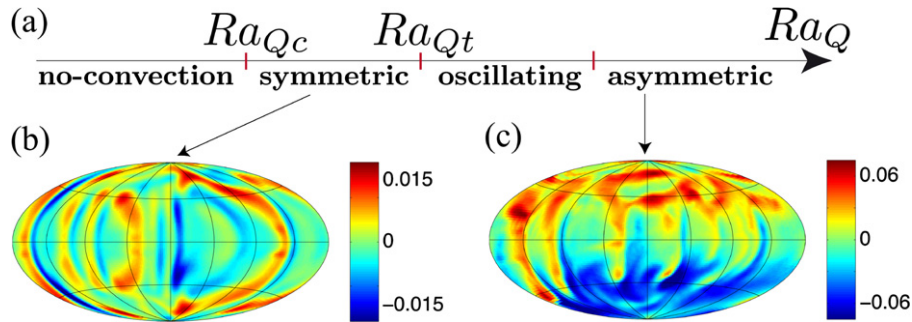 (a) Ra_Qc Ra_Qt Ra_Q
no-convection symmetric oscillating asymmetric
(b) (c)
0.015 0.06
0 0
−0.015 −0.06